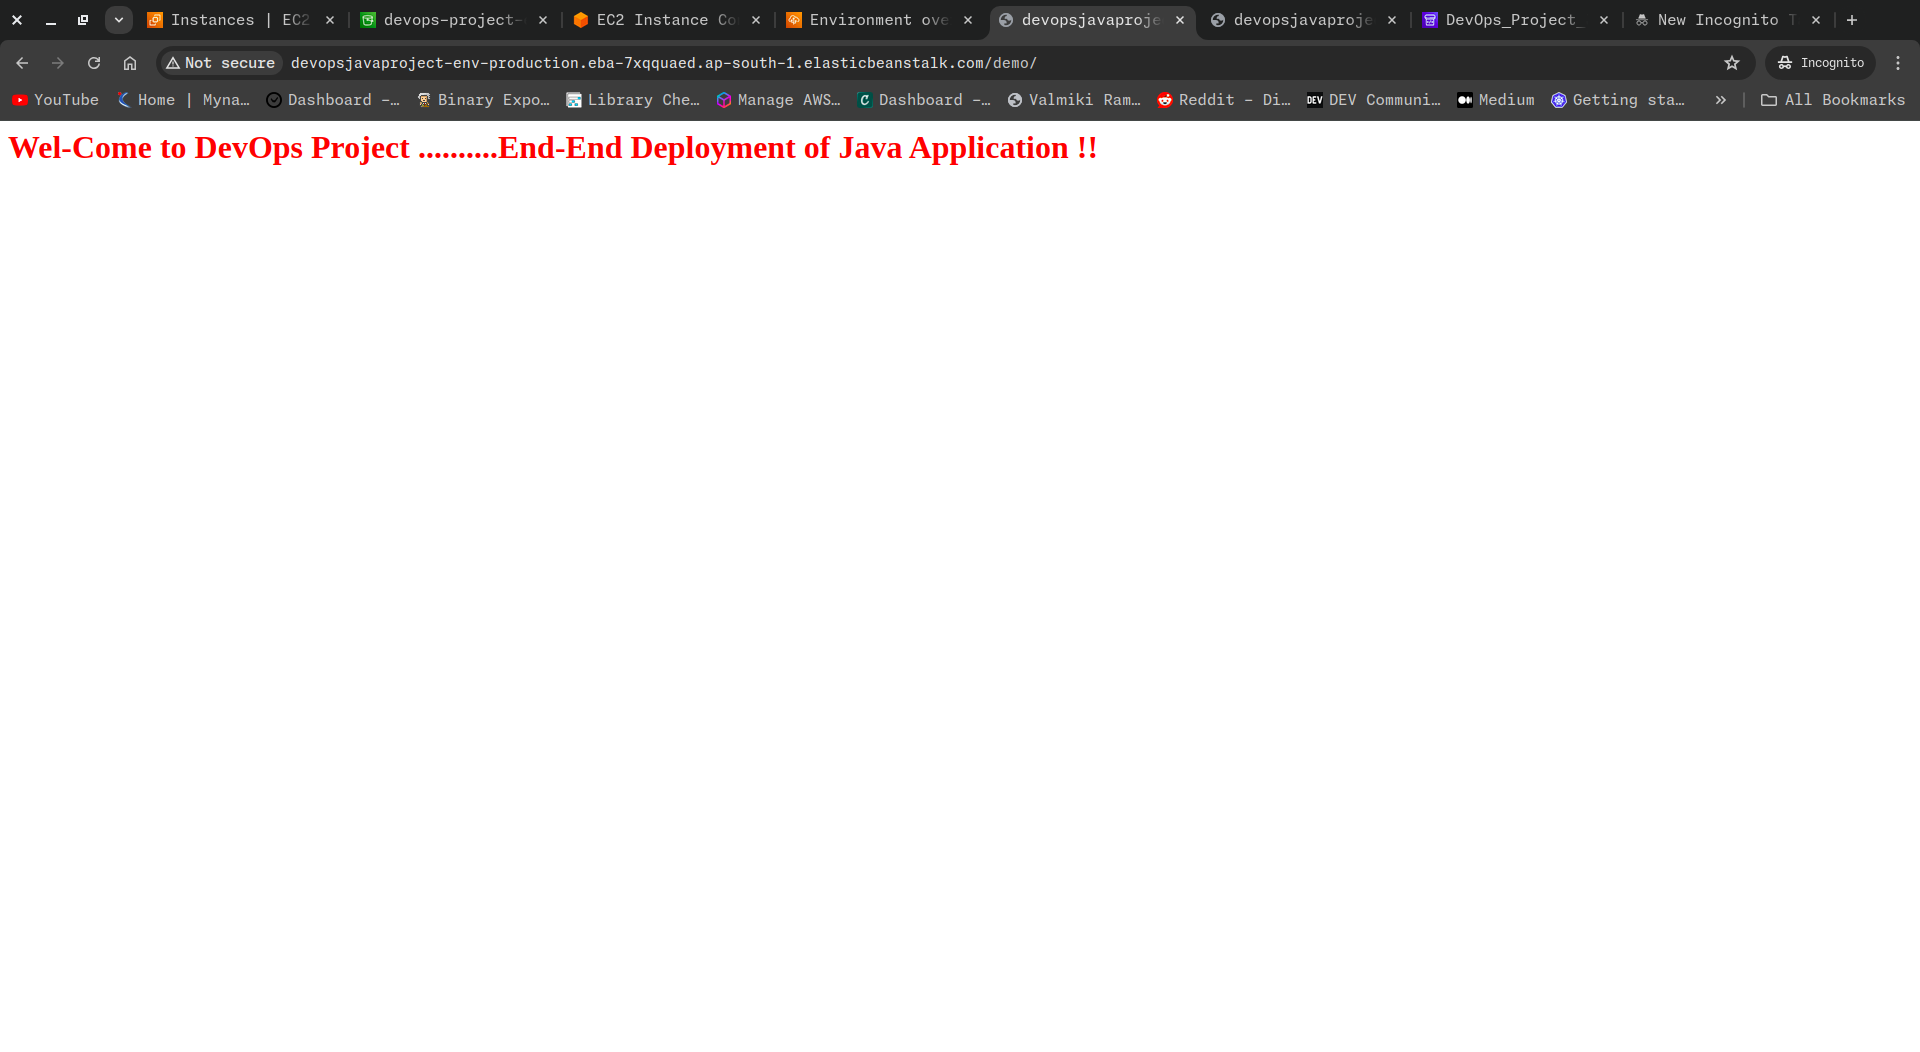 Instances | EC2
devops-project-
EC2 Instance Co
Environment ove
devopsjavaproje
devopsjavaproje
DevOps_Project_
New Incognito T
Not secure
devopsjavaproject-env-production.eba-7xqquaed.ap-south-1.elasticbeanstalk.com/demo/
Incognito
YouTube
Home | Myna…
Dashboard –…
Binary Expo…
Library Che…
Manage AWS…
Dashboard –…
Valmiki Ram…
Reddit – Di…
DEV
DEV Communi…
Medium
Getting sta…
All Bookmarks
Wel-Come to DevOps Project ..........End-End Deployment of Java Application !!